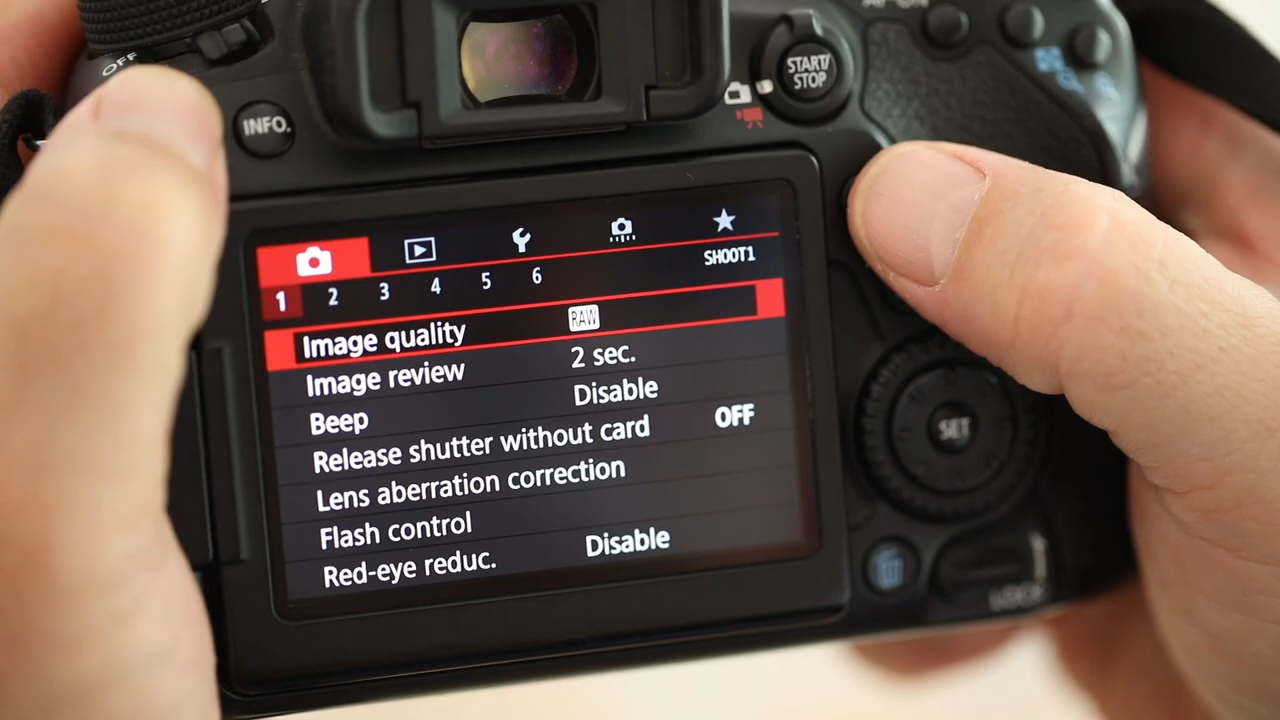 OFF
INFO.
START/
STOP
1 2 3 4 5 6 SHOOT1
Image quality RAW
Image review 2 sec.
Beep Disable
Release shutter without card OFF
Lens aberration correction
Flash control
Red-eye reduc. Disable
SET